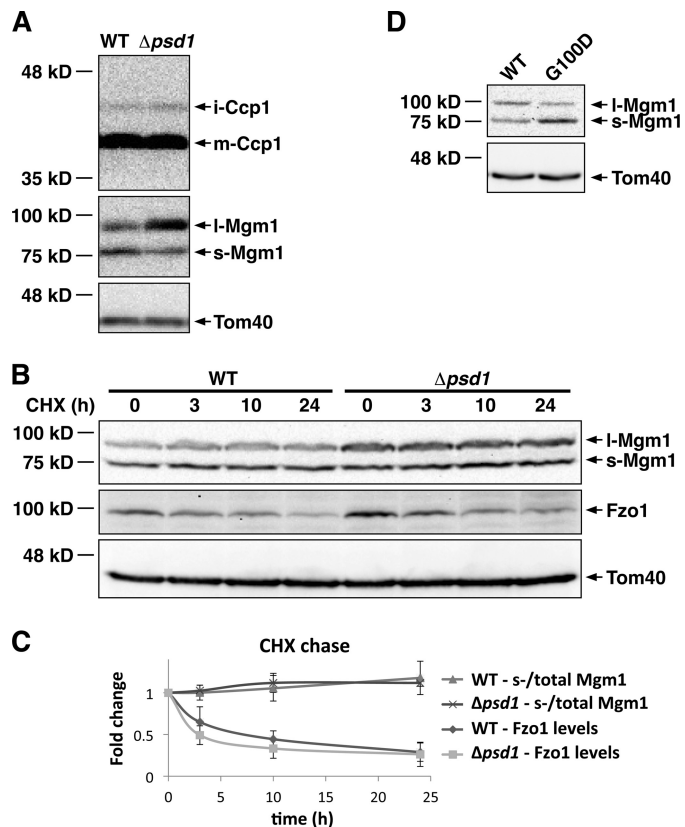 A
WT Δpsd1
48 kD
i-Ccp1
m-Ccp1
35 kD
100 kD
l-Mgm1
75 kD
s-Mgm1
48 kD
Tom40
D
WT G100D
100 kD
l-Mgm1
75 kD
s-Mgm1
48 kD
Tom40
B
WT Δpsd1
CHX (h) 0 3 10 24 0 3 10 24
100 kD
l-Mgm1
75 kD
s-Mgm1
100 kD
Fzo1
48 kD
Tom40
C
CHX chase
Fold change
1
0.5
0
0 5 10 15 20 25
time (h)
WT - s-/total Mgm1
Δpsd1 - s-/total Mgm1
WT - Fzo1 levels
Δpsd1 - Fzo1 levels